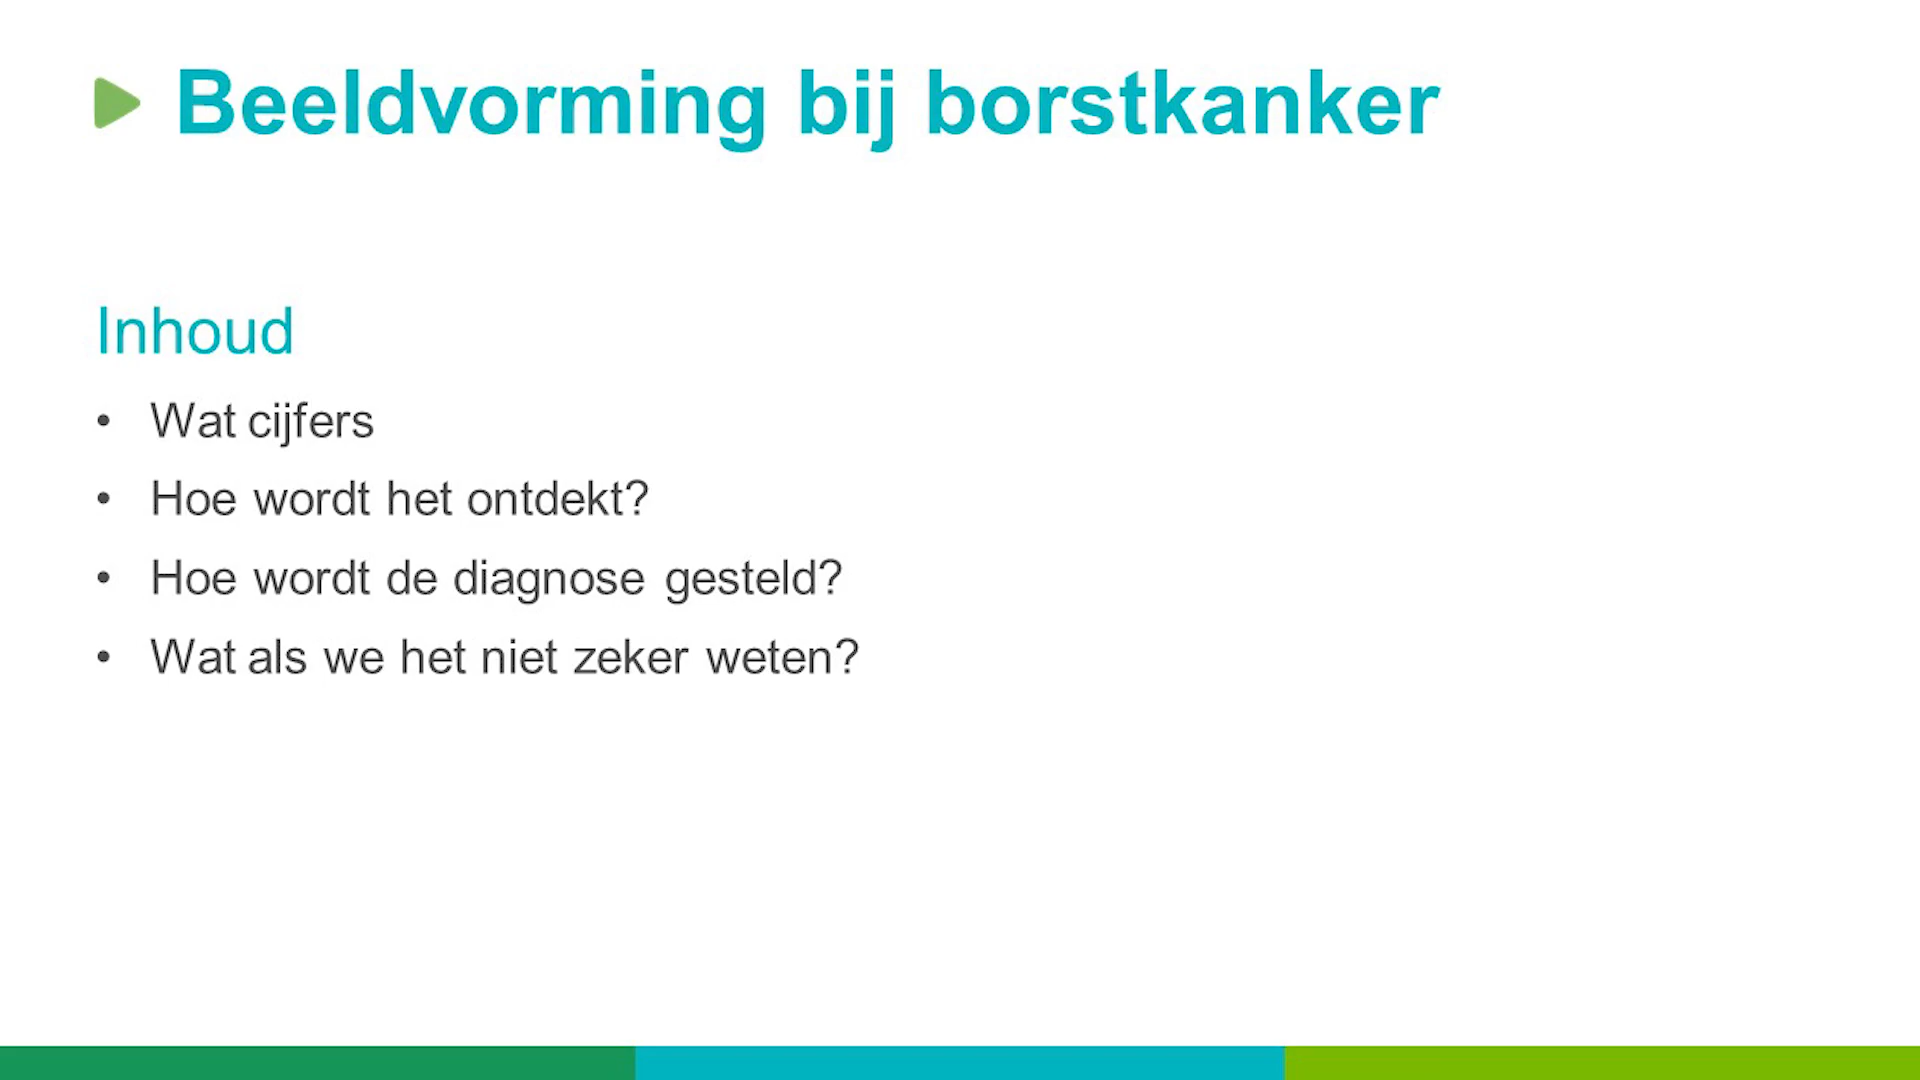 Beeldvorming bij borstkanker
Inhoud
• Wat cijfers
• Hoe wordt het ontdekt?
• Hoe wordt de diagnose gesteld?
• Wat als we het niet zeker weten?